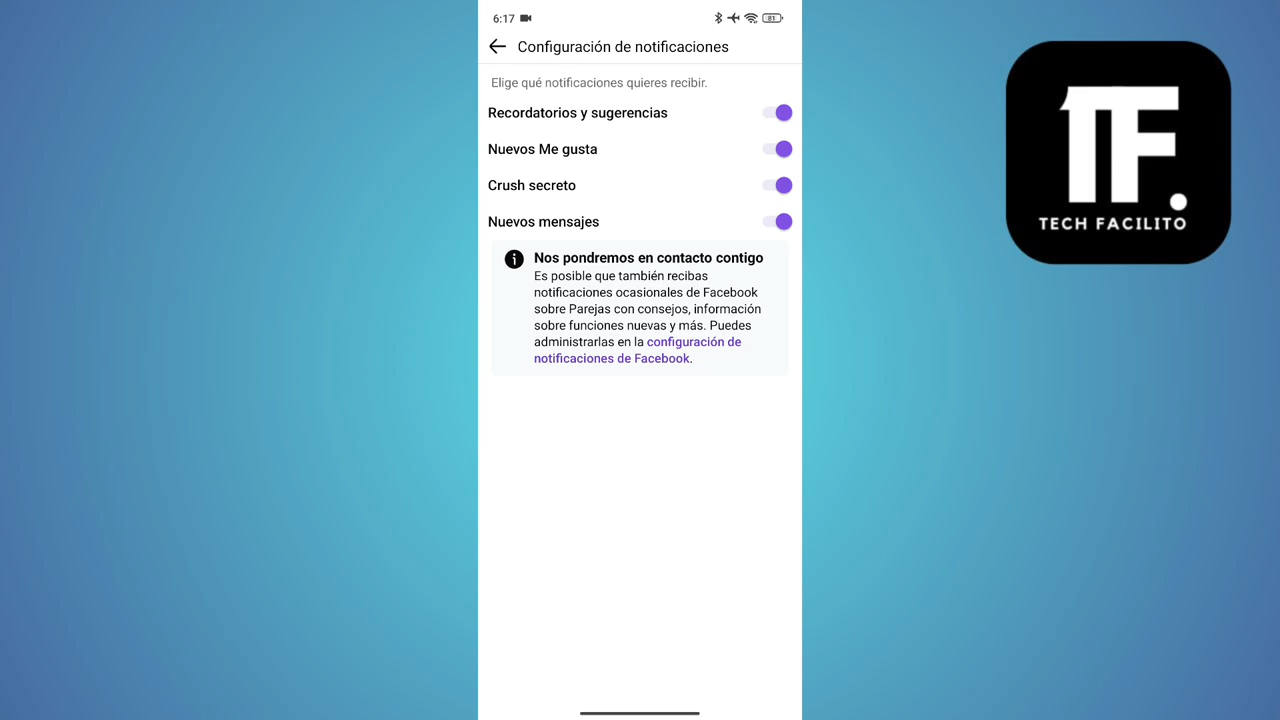 6:17
81
Configuración de notificaciones
Elige qué notificaciones quieres recibir.
Recordatorios y sugerencias
Nuevos Me gusta
Crush secreto
Nuevos mensajes
Nos pondremos en contacto contigo
Es posible que también recibas
notificaciones ocasionales de Facebook
sobre Parejas con consejos, información
sobre funciones nuevas y más. Puedes
administrarlas en la configuración de
notificaciones de Facebook.
TF.
TECH FACILITO